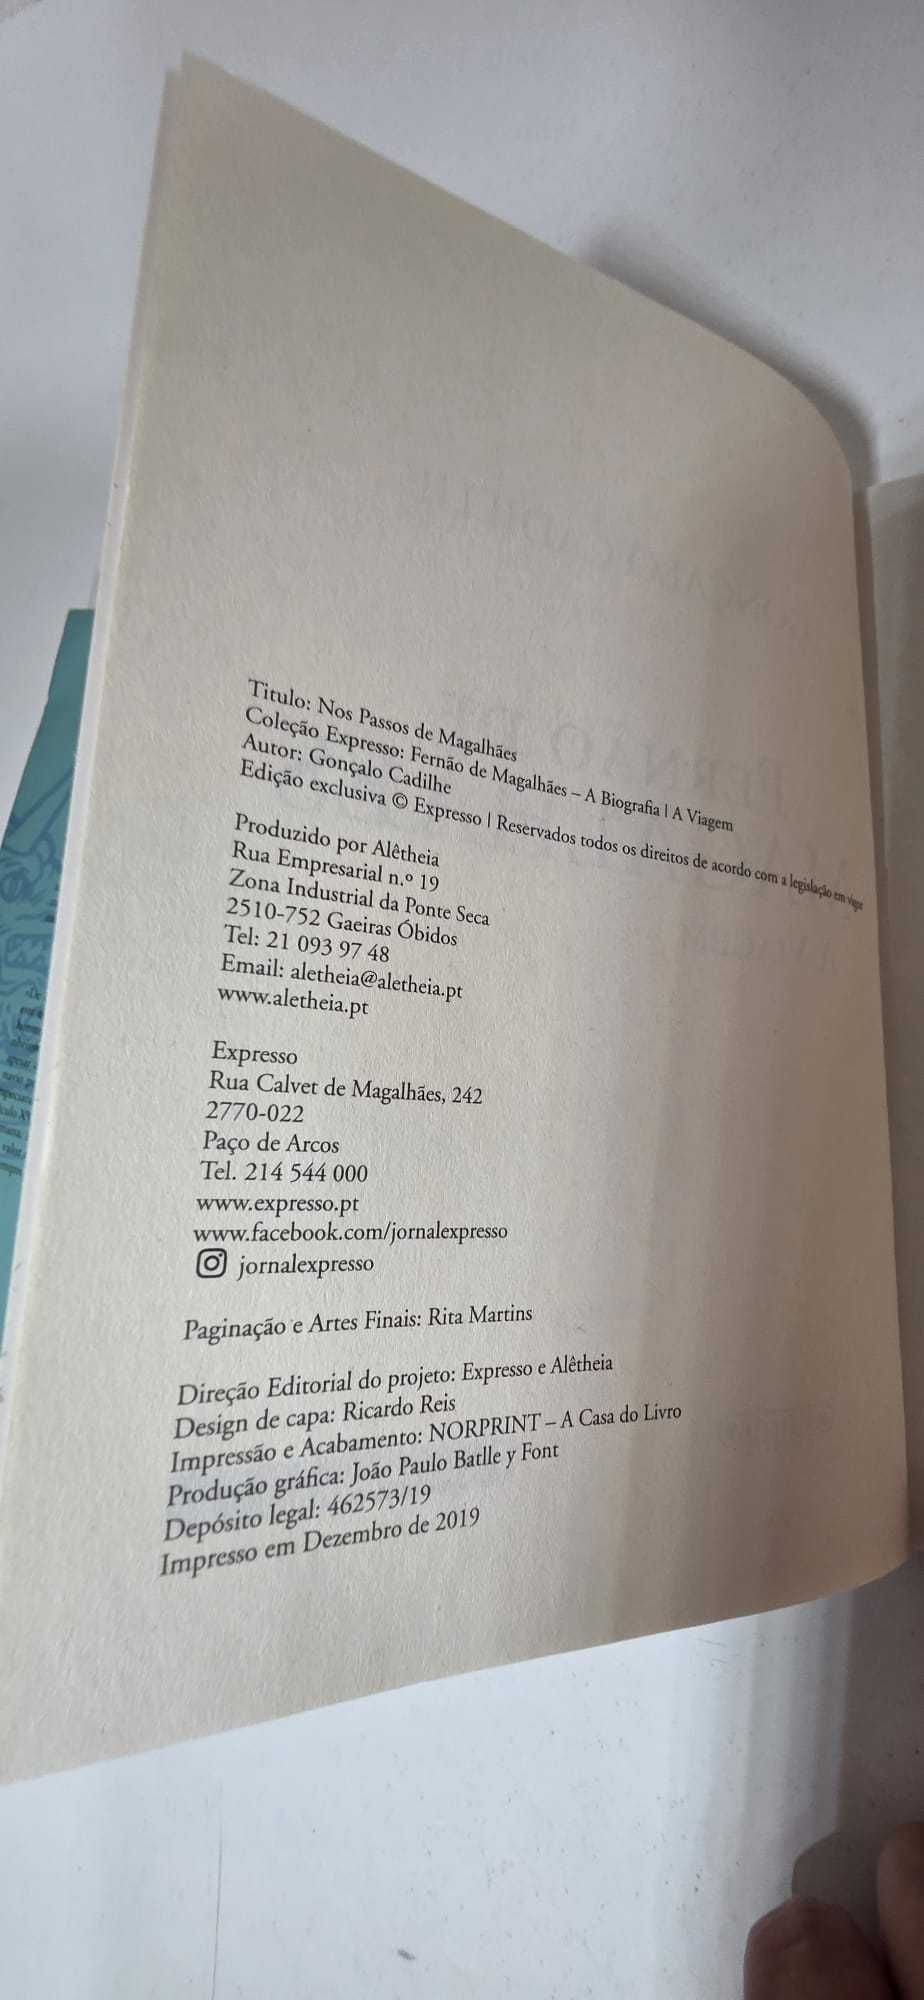 Titulo: Nos Passos de Magalhães
Coleção Expresso: Fernão de Magalhães – A Biografia | A Viagem
Autor: Gonçalo Cadilhe
Edição exclusiva © Expresso | Reservados todos os direitos de acordo com a legislação em vigor
Produzido por Alêtheia
Rua Empresarial n.º 19
Zona Industrial da Ponte Seca
2510-752 Gaeiras Óbidos
Tel: 21 093 97 48
Email: aletheia@aletheia.pt
www.aletheia.pt
Expresso
Rua Calvet de Magalhães, 242
2770-022
Paço de Arcos
Tel. 214 544 000
www.expresso.pt
www.facebook.com/jornalexpresso
jornalexpresso
Paginação e Artes Finais: Rita Martins
Direção Editorial do projeto: Expresso e Alêtheia
Design de capa: Ricardo Reis
Impressão e Acabamento: NORPRINT – A Casa do Livro
Produção gráfica: João Paulo Batlle y Font
Depósito legal: 462573/19
Impresso em Dezembro de 2019